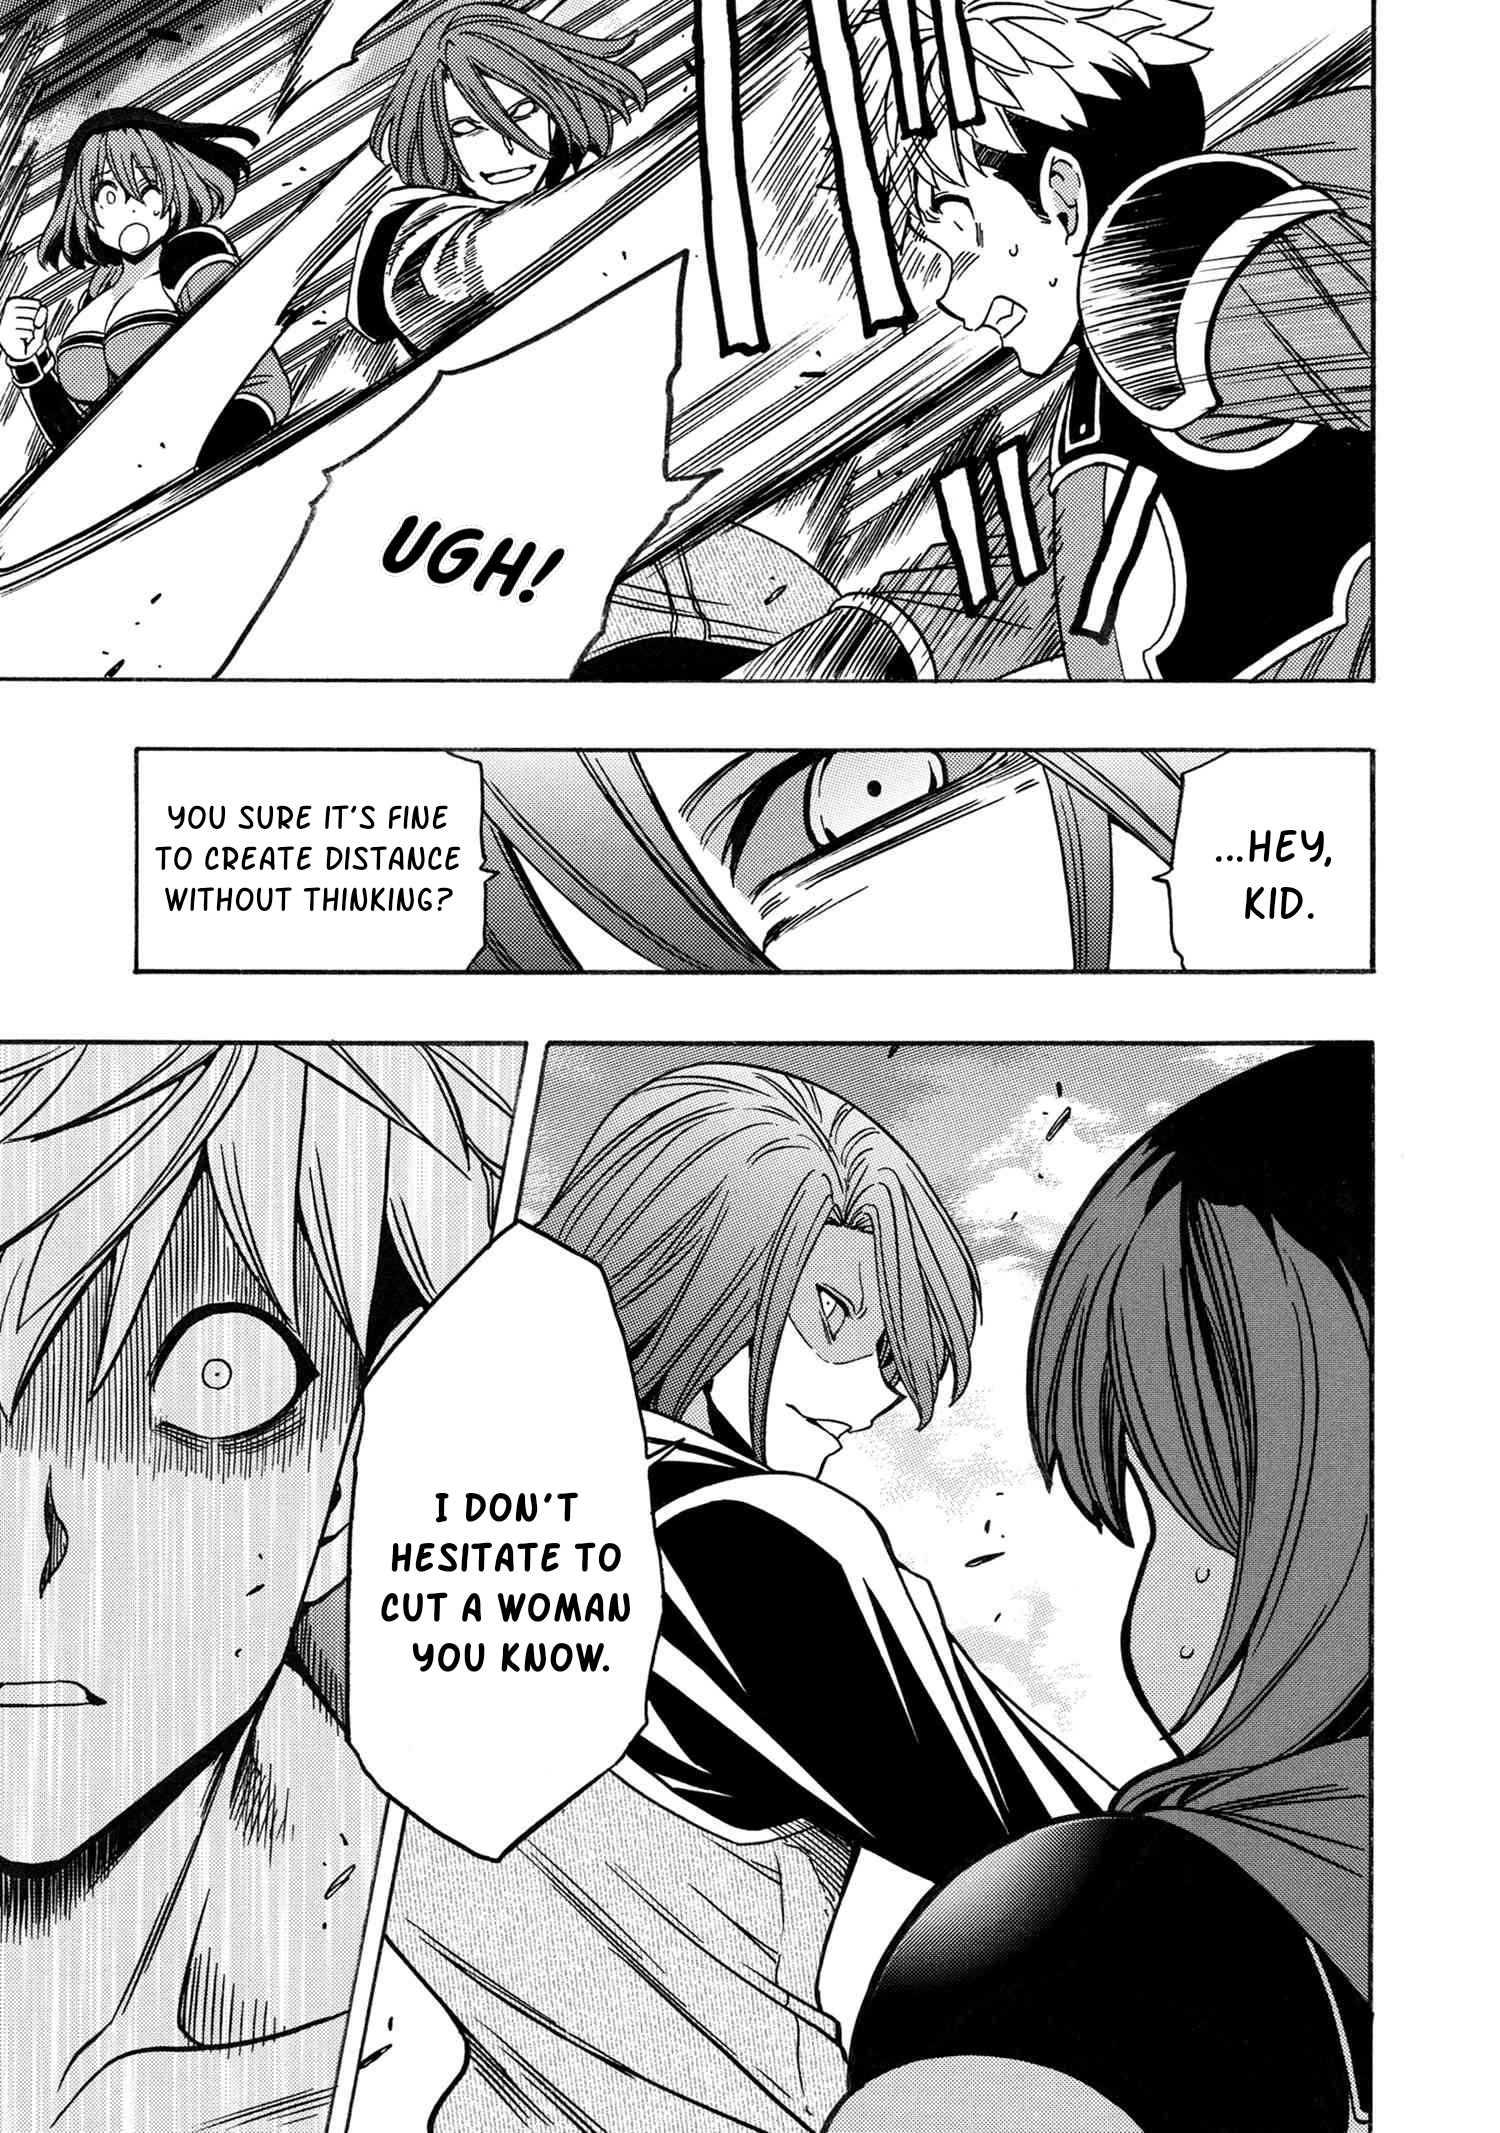 UGH!
...HEY,
KID.
YOU SURE IT'S FINE
TO CREATE DISTANCE
WITHOUT THINKING?
I DON'T
HESITATE TO
CUT A WOMAN
YOU KNOW.